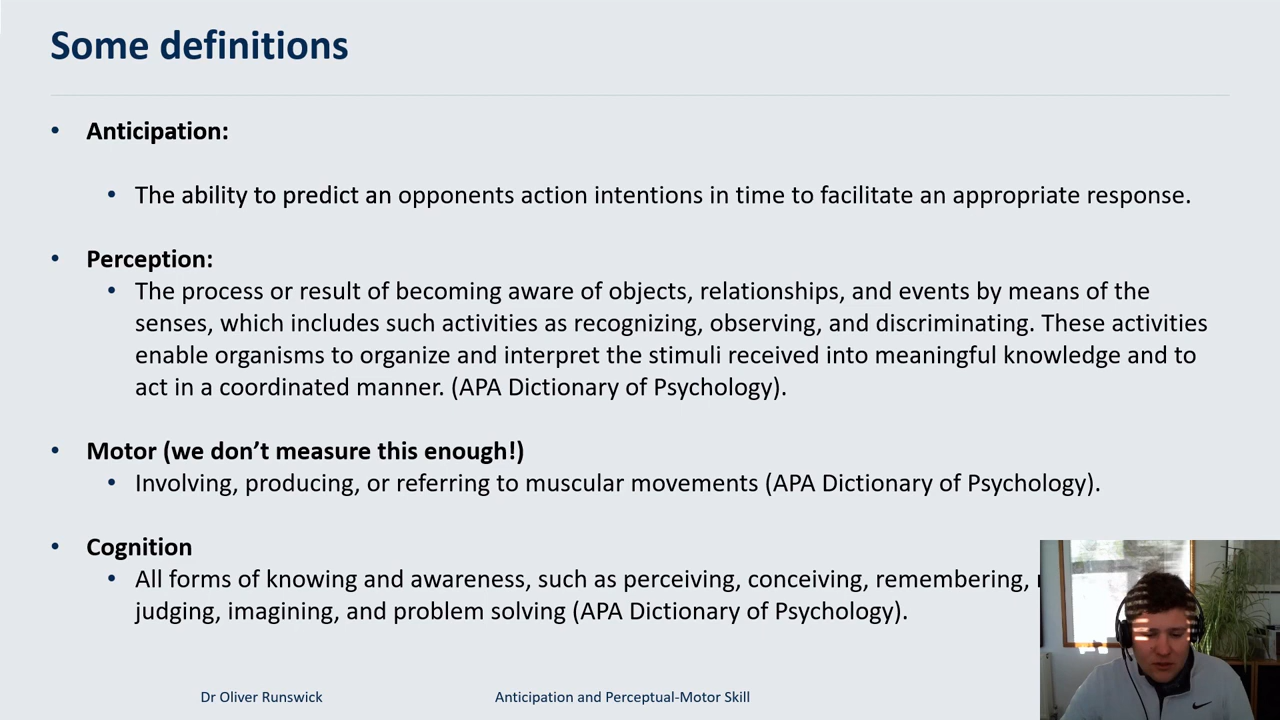 Some definitions
• Anticipation:
• The ability to predict an opponents action intentions in time to facilitate an appropriate response.
• Perception:
• The process or result of becoming aware of objects, relationships, and events by means of the
senses, which includes such activities as recognizing, observing, and discriminating. These activities
enable organisms to organize and interpret the stimuli received into meaningful knowledge and to
act in a coordinated manner. (APA Dictionary of Psychology).
• Motor (we don’t measure this enough!)
• Involving, producing, or referring to muscular movements (APA Dictionary of Psychology).
• Cognition
• All forms of knowing and awareness, such as perceiving, conceiving, remembering,
judging, imagining, and problem solving (APA Dictionary of Psychology).
Dr Oliver Runswick
Anticipation and Perceptual-Motor Skill